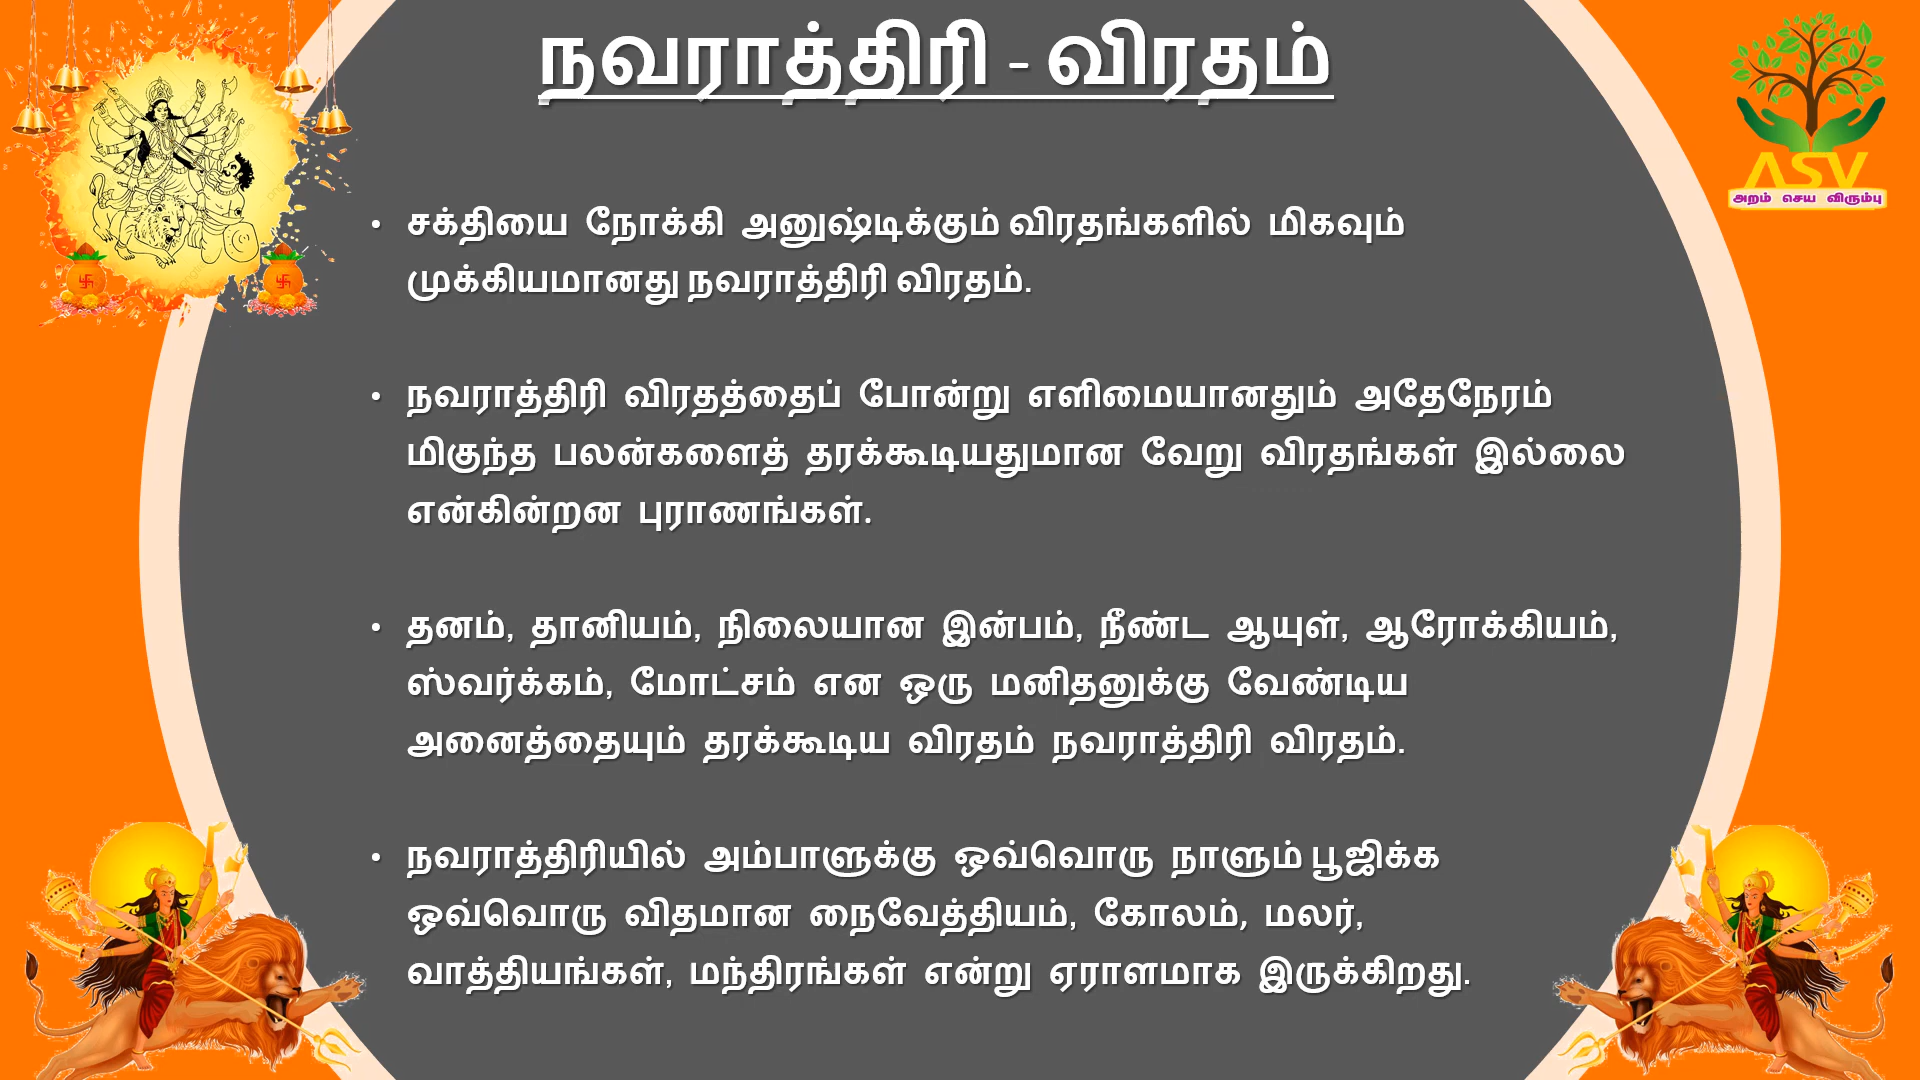 நவராத்திரி - விரதம்
ASV
அறம் செய விரும்பு
• சக்தியை நோக்கி அனுஷ்டிக்கும் விரதங்களில் மிகவும்
முக்கியமானது நவராத்திரி விரதம்.
• நவராத்திரி விரதத்தைப் போன்று எளிமையானதும் அதேநேரம்
மிகுந்த பலன்களைத் தரக்கூடியதுமான வேறு விரதங்கள் இல்லை
என்கின்றன புராணங்கள்.
• தனம், தானியம், நிலையான இன்பம், நீண்ட ஆயுள், ஆரோக்கியம்,
ஸ்வர்க்கம், மோட்சம் என ஒரு மனிதனுக்கு வேண்டிய
அனைத்தையும் தரக்கூடிய விரதம் நவராத்திரி விரதம்.
• நவராத்திரியில் அம்பாளுக்கு ஒவ்வொரு நாளும் பூஜிக்க
ஒவ்வொரு விதமான நைவேத்தியம், கோலம், மலர்,
வாத்தியங்கள், மந்திரங்கள் என்று ஏராளமாக இருக்கிறது.